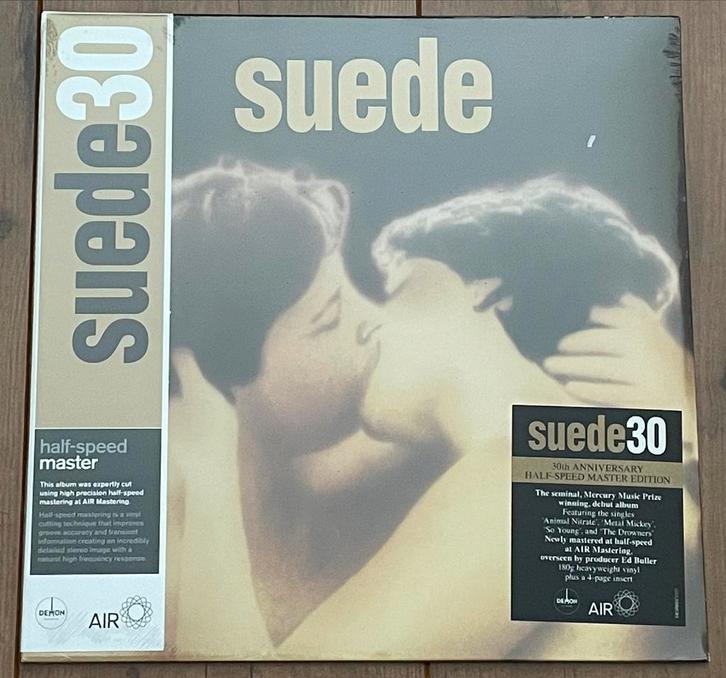 suede
suede30
half-speed
master
This album was expertly cut
using high precision half-speed
mastering at AIR Mastering.
Half-speed mastering is a vinyl
cutting technique that improves
groove accuracy and transient
information creating an incredibly
detailed stereo image with a
natural high frequency response.
DEMON
AIR
suede30
30th ANNIVERSARY
HALF-SPEED MASTER EDITION
The seminal, Mercury Music Prize
winning, debut album
Featuring the singles
'Animal Nitrate', 'Metal Mickey',
'So Young', and 'The Drowners'
Newly mastered at half-speed
at AIR Mastering,
overseen by producer Ed Buller
180g heavyweight vinyl
plus a 4-page insert
DEMON
AIR